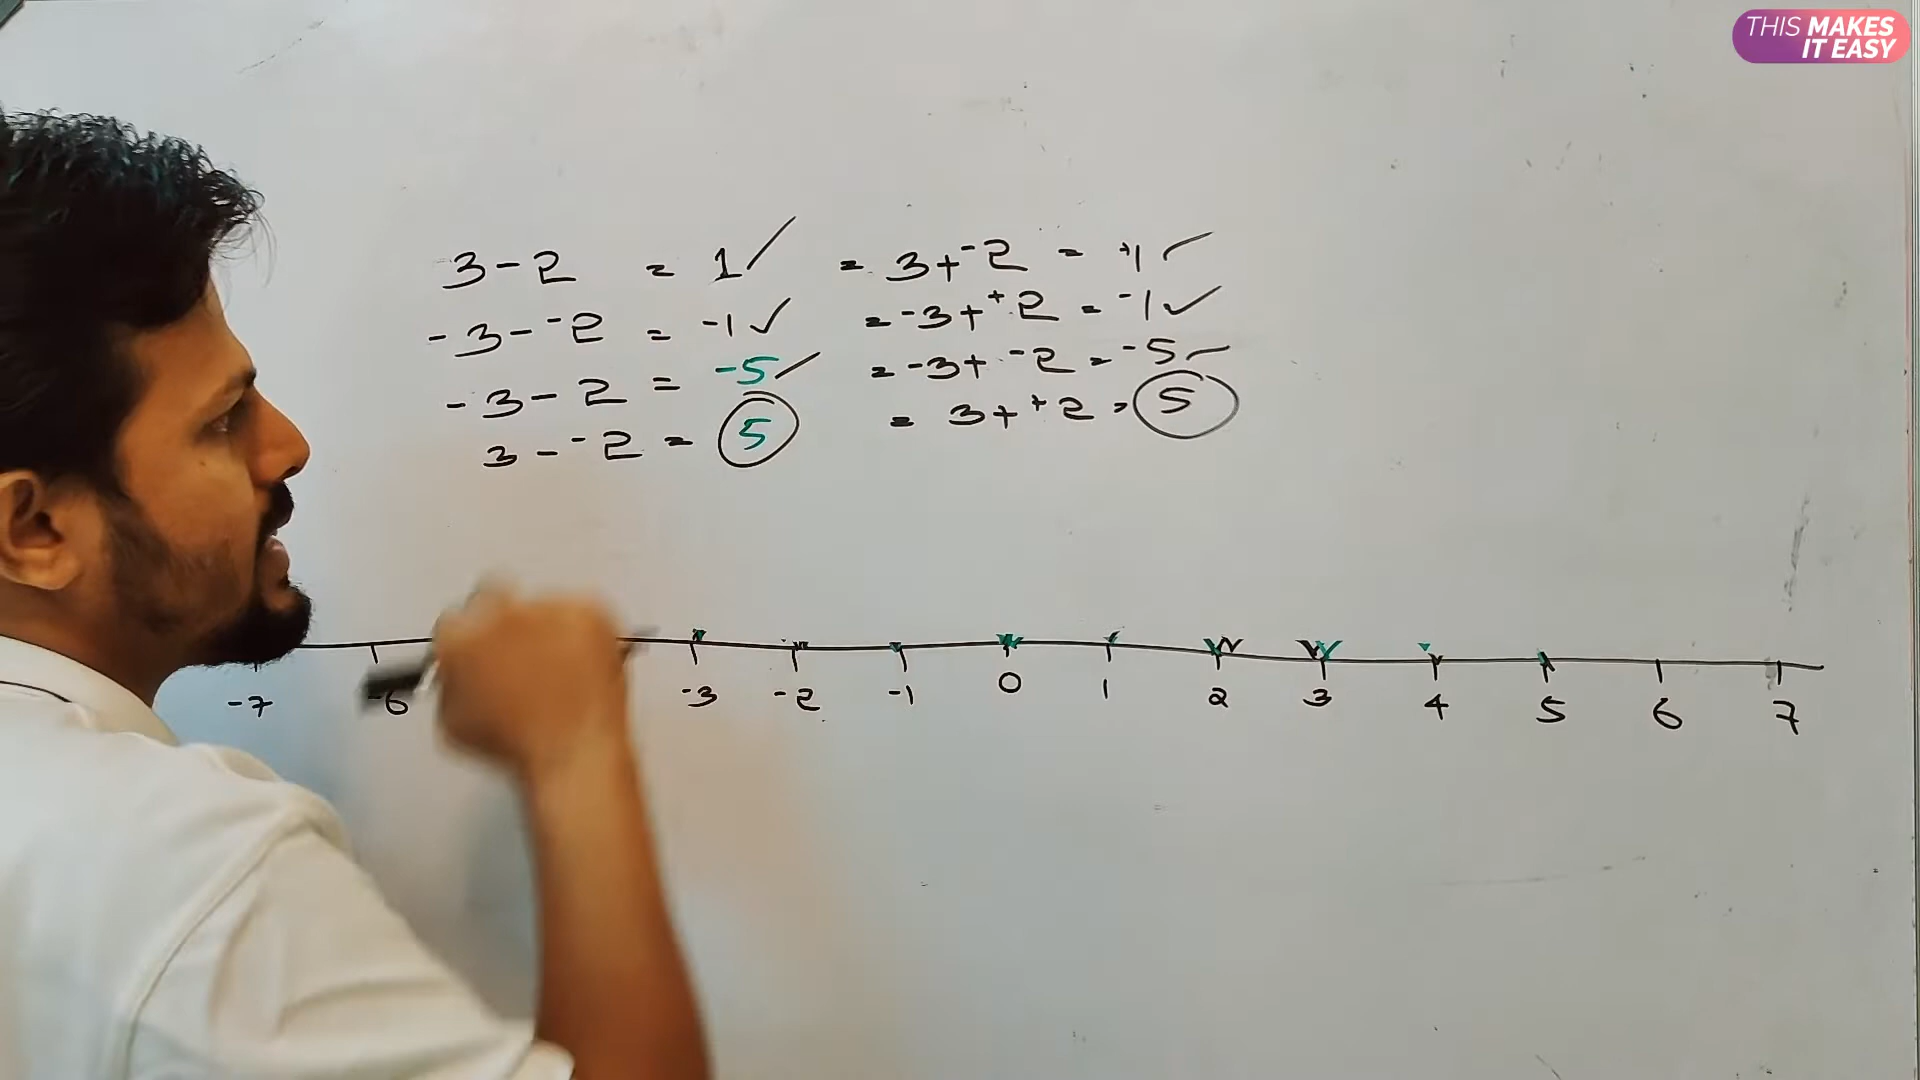 THIS MAKES
IT EASY
3 - 2 = 1 ✓ = 3 + ⁻2 = ⁺1 ✓
-3 - ⁻2 = -1 ✓ = -3 + ⁺2 = ⁻1 ✓
-3 - 2 = -5 ✓ = -3 + ⁻2 = ⁻5 ✓
3 - ⁻2 = 5 = 3 + ⁺2 = 5
-7 -6 -3 -2 -1 0 1 2 3 4 5 6 7